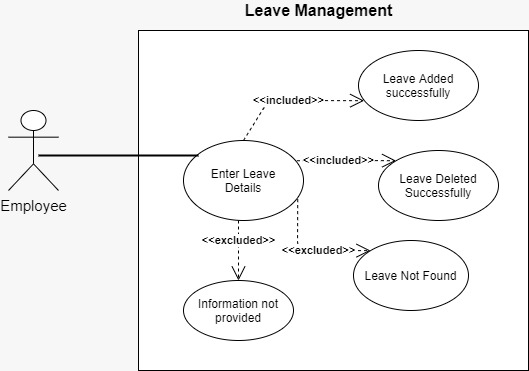 Leave Management
Leave Added
successfully
<<included>>
Enter Leave
Details
<<included>>
Leave Deleted
Successfully
Employee
<<excluded>>
<<excluded>>
Leave Not Found
Information not
provided